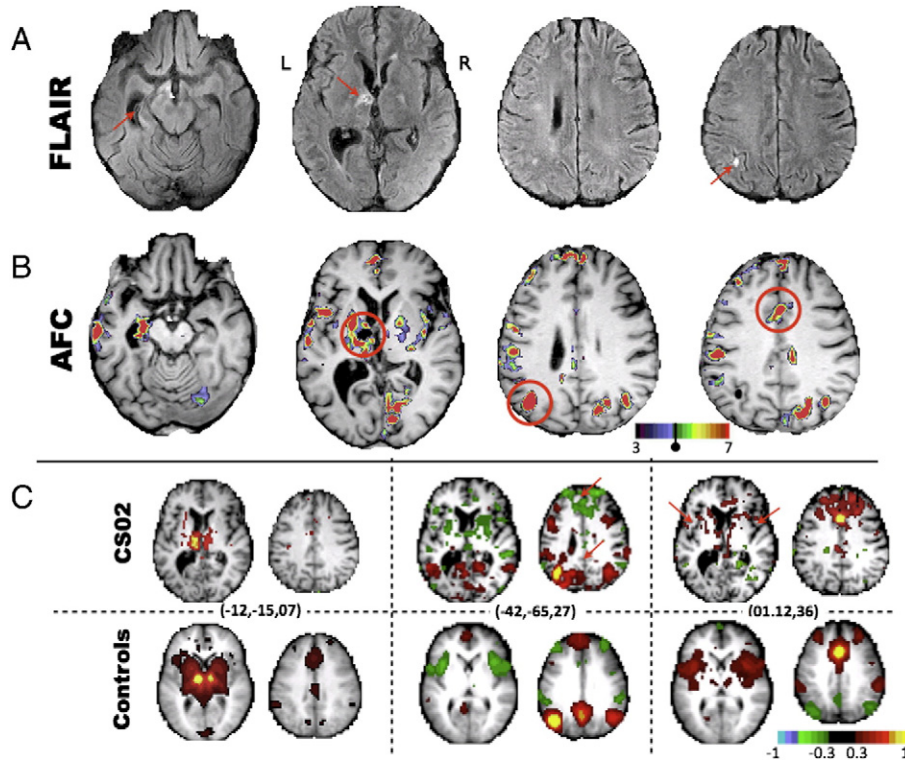 A
FLAIR
L
R
B
AFC
3
7
C
CS02
(-12,-15,07)
(-42,-65,27)
(01.12,36)
Controls
-1
-0.3
0.3
1